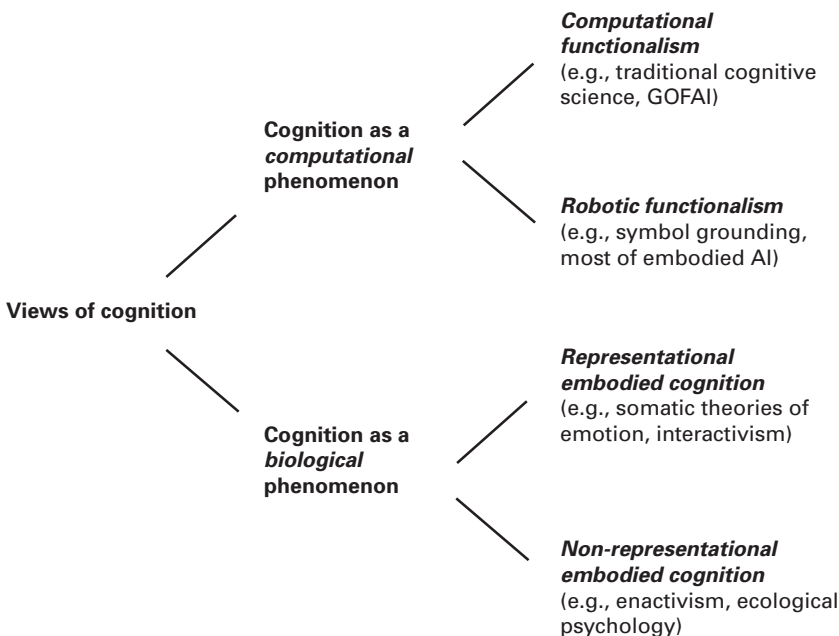 Computational
functionalism
(e.g., traditional cognitive
science, GOFAI)
Cognition as a
computational
phenomenon
Robotic functionalism
(e.g., symbol grounding,
most of embodied AI)
Views of cognition
Representational
embodied cognition
(e.g., somatic theories of
emotion, interactivism)
Cognition as a
biological
phenomenon
Non-representational
embodied cognition
(e.g., enactivism, ecological
psychology)